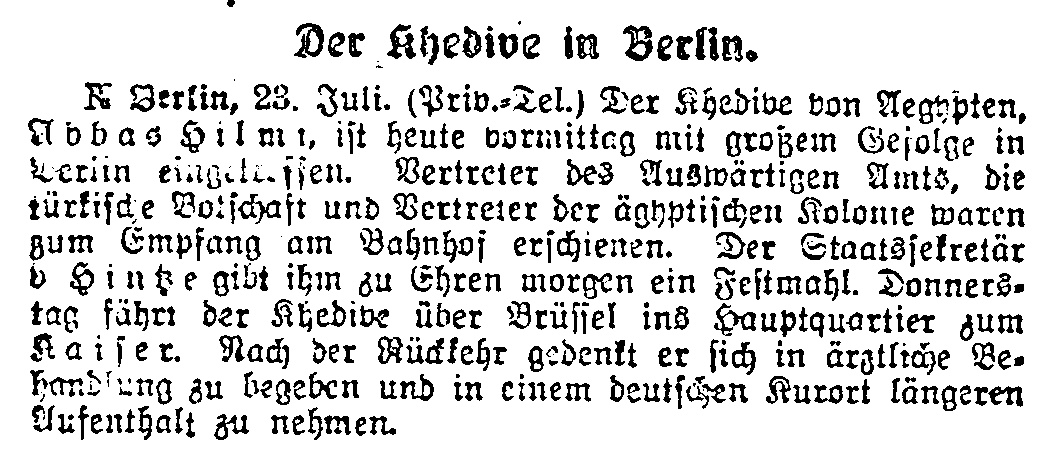 Der Khedive in Berlin.
K Berlin, 23. Juli. (Priv.-Tel.) Der Khedive von Aegypten,
Abbas Hilmi, ist heute vormittag mit großem Gefolge in
Berlin eingetroffen. Vertreter des Auswärtigen Amts, die
türkische Botschaft und Vertreter der ägyptischen Kolonie waren
zum Empfang am Bahnhof erschienen. Der Staatssekretär
v Hintze gibt ihm zu Ehren morgen ein Festmahl. Donners-
tag fährt der Khedive über Brüssel ins Hauptquartier zum
Kaiser. Nach der Rückkehr gedenkt er sich in ärztliche Be-
handlung zu begeben und in einem deutschen Kurort längeren
Aufenthalt zu nehmen.